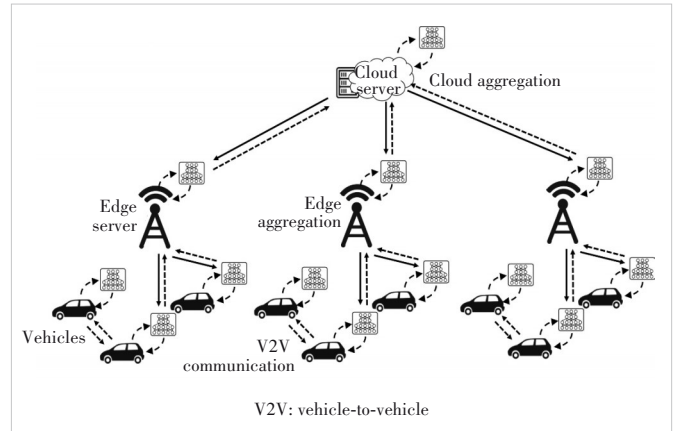 Cloud
server
Cloud aggregation
Edge
server
Edge
aggregation
Vehicles
V2V
communication
V2V: vehicle-to-vehicle